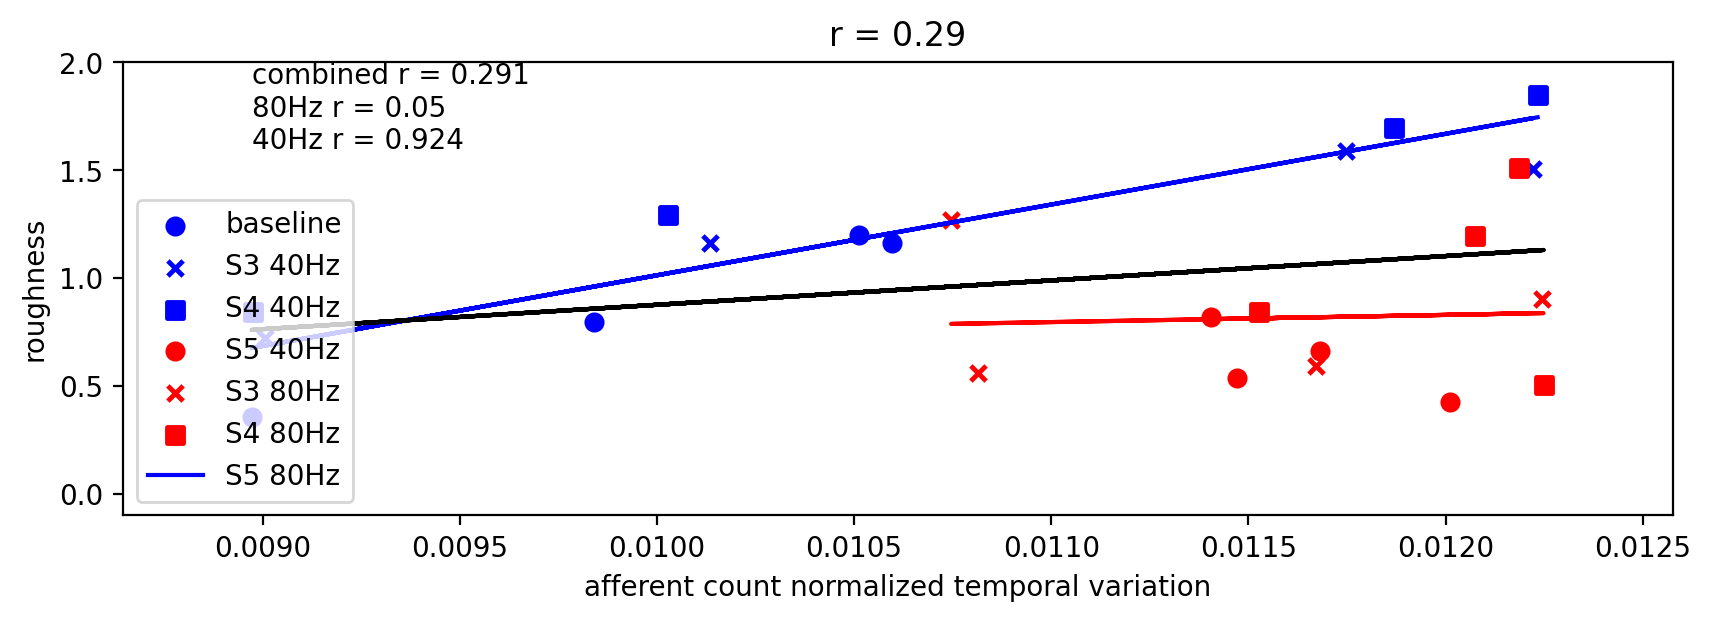 r = 0.29
combined r = 0.291
80Hz r = 0.05
40Hz r = 0.924
baseline
S3 40Hz
S4 40Hz
S5 40Hz
S3 80Hz
S4 80Hz
S5 80Hz
roughness
2.0
1.5
1.0
0.5
0.0
0.0090 0.0095 0.0100 0.0105 0.0110 0.0115 0.0120 0.0125
afferent count normalized temporal variation